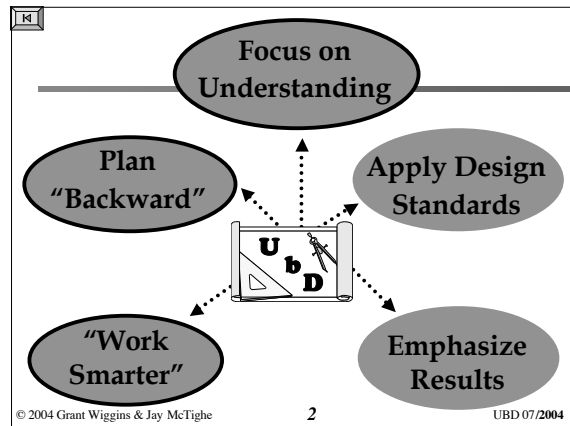 Focus on
Understanding
Plan
“Backward”
Apply Design
Standards
U
b
D
“Work
Smarter”
Emphasize
Results
© 2004 Grant Wiggins & Jay McTighe
2
UBD 07/2004